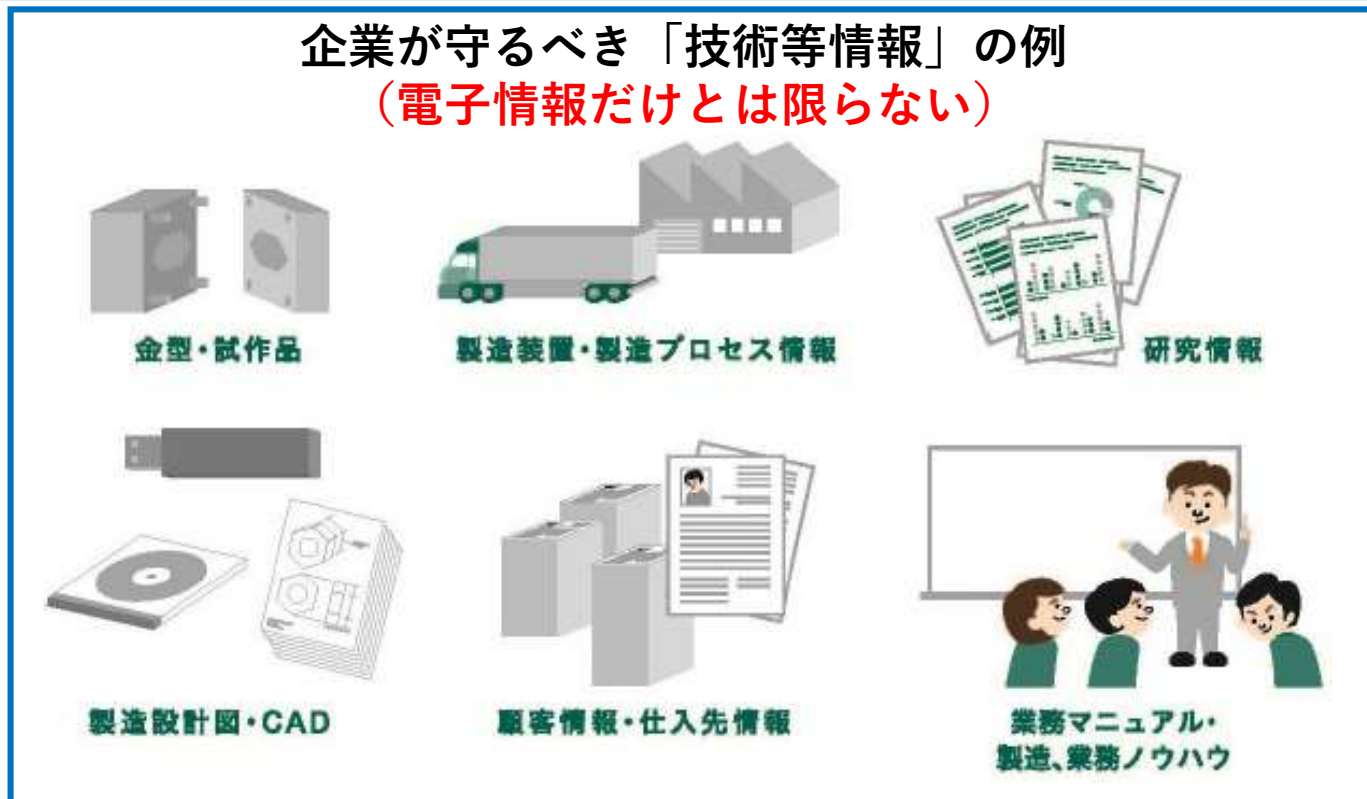 企業が守るべき「技術等情報」の例
（電子情報だけとは限らない）
金型・試作品
製造装置・製造プロセス情報
研究情報
製造設計図・CAD
顧客情報・仕入先情報
業務マニュアル・
製造、業務ノウハウ